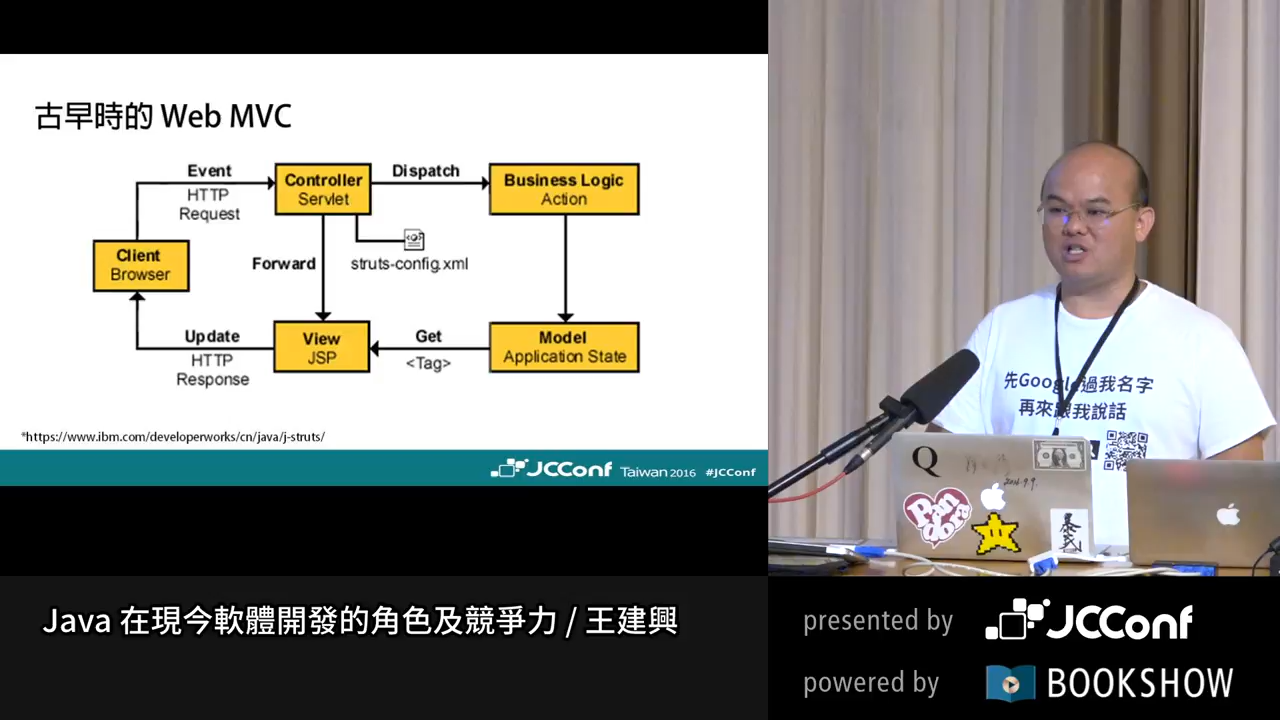 古早時的 Web MVC
Event
HTTP
Request
Controller
Servlet
Dispatch
Business Logic
Action
Client
Browser
Forward
struts-config.xml
Update
HTTP
Response
View
JSP
Get
<Tag>
Model
Application State
*https://www.ibm.com/developerworks/cn/java/j-struts/
JCConf Taiwan 2016 #JCConf
先Google過我名字
再來跟我說話
Q
Pandora
2016.9.9.
Java 在現今軟體開發的角色及競爭力 / 王建興
presented by JCConf
powered by BOOKSHOW